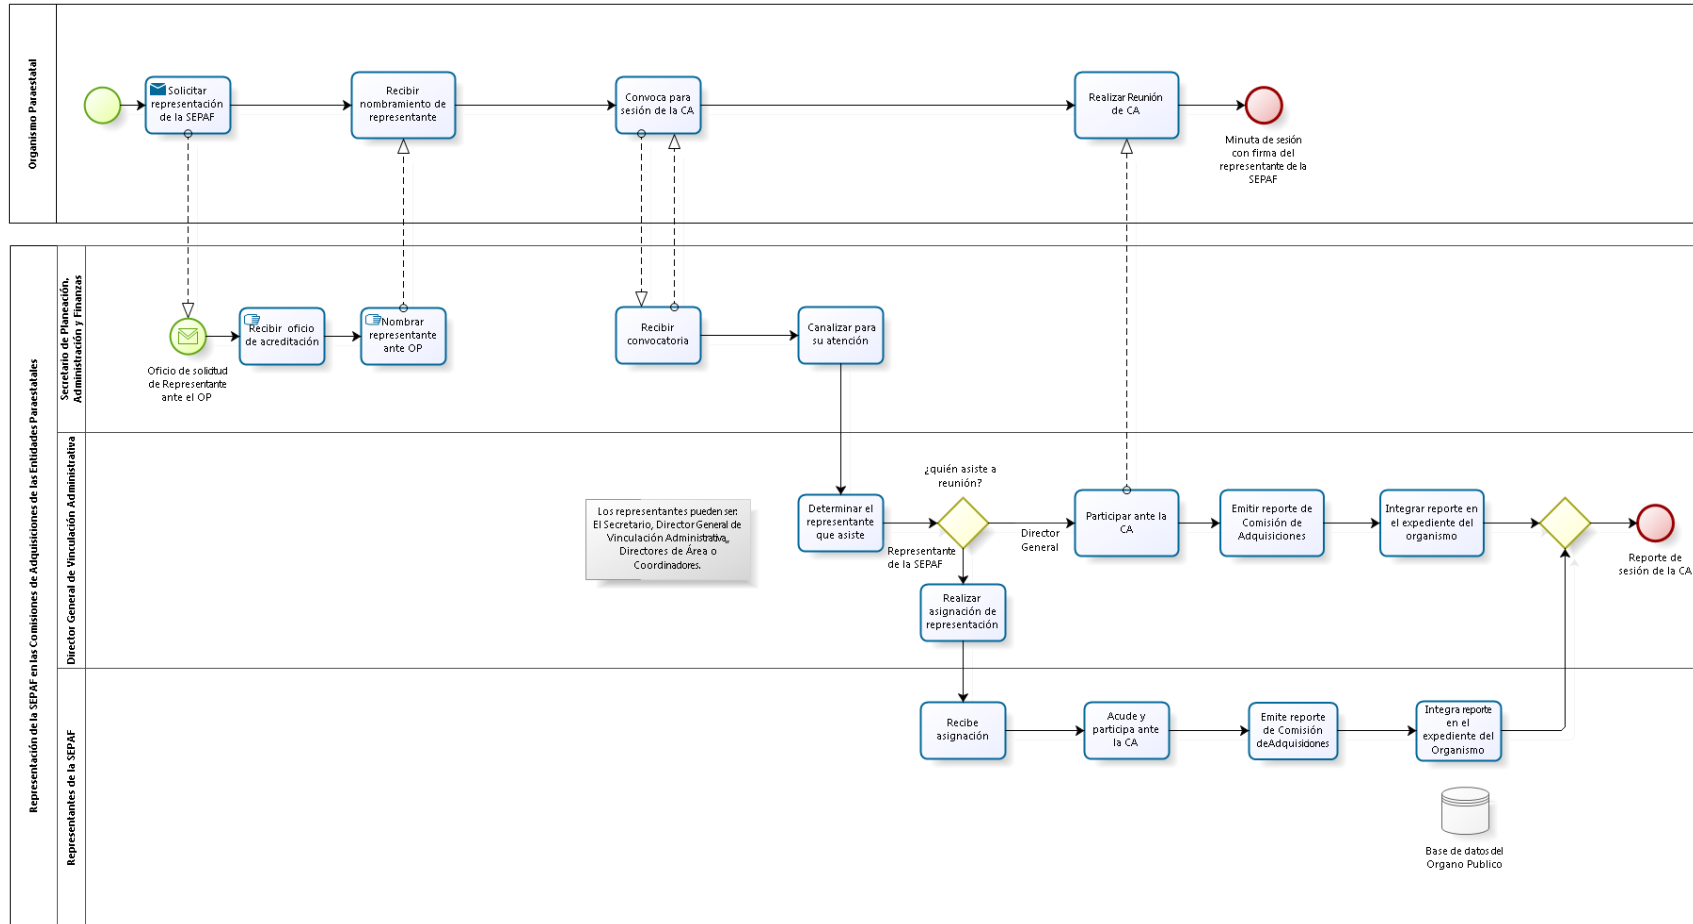 Organismo Paraestatal
Solicitar
representación
de la SEPAF
Recibir
nombramiento de
representante
Convoca para
sesión de la CA
Realizar Reunión
de CA
Minuta de sesión
con firma del
representante de la
SEPAF
Representación de la SEPAF en las Comisiones de Adquisiciones de las Entidades Paraestatales
Secretario de Planeación,
Administración y Finanzas
Oficio de solicitud
de Representante
ante el OP
Recibir oficio
de acreditación
Nombrar
representante
ante OP
Recibir
convocatoria
Canalizar para
su atención
Director General de Vinculación Administrativa
Los representantes pueden ser:
El Secretario, Director General de
Vinculación Administrativa,,
Directores de Área o
Coordinadores.
Determinar el
representante
que asiste
¿quién asiste a
reunión?
Representante
de la SEPAF
Director
General
Participar ante la
CA
Emitir reporte de
Comisión de
Adquisiciones
Integrar reporte en
el expediente del
organismo
Reporte de
sesión de la CA
Realizar
asignación de
representación
Representantes de la SEPAF
Recibe
asignación
Acude y
participa ante
la CA
Emite reporte
de Comisión
deAdquisidones
Integra reporte
en el
expediente del
Organismo
Base de datos del
Organo Publico